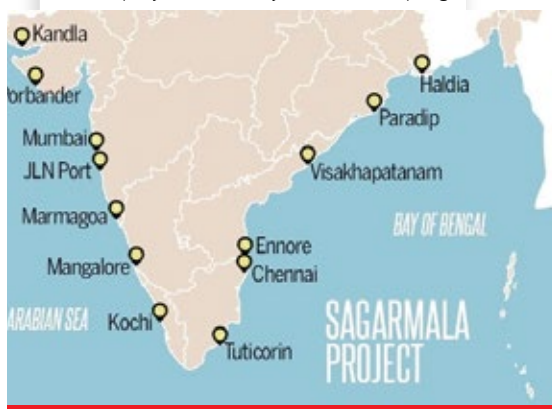 Kandla
Haldia
Porbander
Paradip
Mumbai
JLN Port
Visakhapatanam
Marmagoa
BAY OF BENGAL
Ennore
Mangalore
Chennai
ARABIAN SEA
Kochi
SAGARMALA
PROJECT
Tuticorin